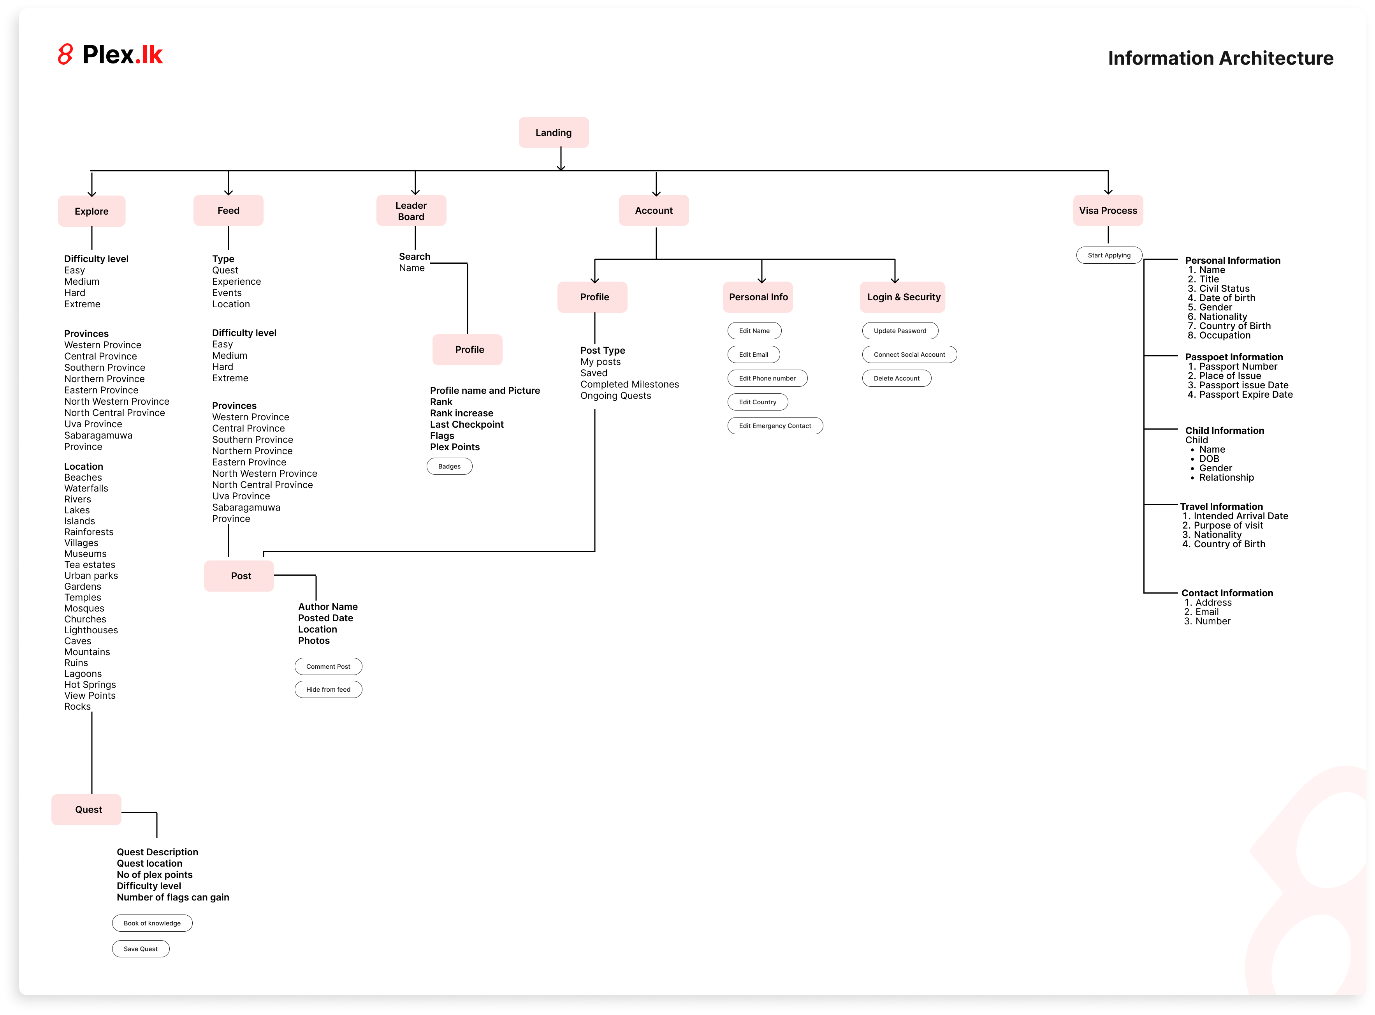 8 Plex.lk
Information Architecture
Landing
Explore
Feed
Leader
Board
Account
Visa Process
Difficulty level
Easy
Medium
Hard
Extreme
Provinces
Western Province
Central Province
Southern Province
Northern Province
Eastern Province
North Western Province
North Central Province
Uva Province
Sabaragamuwa
Province
Location
Beaches
Waterfalls
Rivers
Lakes
Islands
Rainforests
Villages
Museums
Tea estates
Urban parks
Gardens
Temples
Mosques
Churches
Lighthouses
Caves
Mountains
Ruins
Lagoons
Hot Springs
View Points
Rocks
Quest
Quest Description
Quest location
No of plex points
Difficulty level
Number of flags can gain
Book of knowledge
Save Quest
Type
Quest
Experience
Events
Location
Difficulty level
Easy
Medium
Hard
Extreme
Provinces
Western Province
Central Province
Southern Province
Northern Province
Eastern Province
North Western Province
North Central Province
Uva Province
Sabaragamuwa
Province
Post
Author Name
Posted Date
Location
Photos
Comment Post
Hide from feed
Search
Name
Profile
Profile name and Picture
Rank
Rank increase
Last Checkpoint
Flags
Plex Points
Badges
Profile
Post Type
My posts
Saved
Completed Milestones
Ongoing Quests
Personal Info
Edit Name
Edit Email
Edit Phone number
Edit Country
Edit Emergency Contact
Login & Security
Update Password
Connect Social Account
Delete Account
Start Applying
Personal Information
1. Name
2. Title
3. Civil Status
4. Date of birth
5. Gender
6. Nationality
7. Country of Birth
8. Occupation
Passpoet Information
1. Passport Number
2. Place of Issue
3. Passport issue Date
4. Passport Expire Date
Child Information
Child
• Name
• DOB
• Gender
• Relationship
Travel Information
1. Intended Arrival Date
2. Purpose of visit
3. Nationality
4. Country of Birth
Contact Information
1. Address
2. Email
3. Number